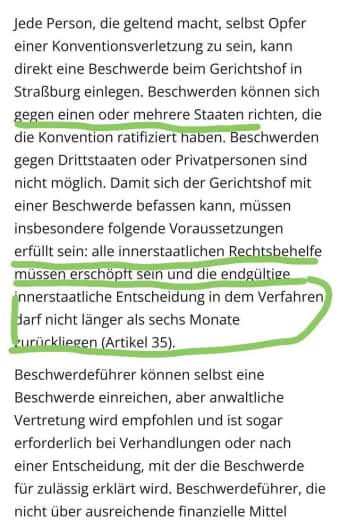 Jede Person, die geltend macht, selbst Opfer
einer Konventionsverletzung zu sein, kann
direkt eine Beschwerde beim Gerichtshof in
Straßburg einlegen. Beschwerden können sich
gegen einen oder mehrere Staaten richten, die
die Konvention ratifiziert haben. Beschwerden
gegen Drittstaaten oder Privatpersonen sind
nicht möglich. Damit sich der Gerichtshof mit
einer Beschwerde befassen kann, müssen
insbesondere folgende Voraussetzungen
erfüllt sein: alle innerstaatlichen Rechtsbehelfe
müssen erschöpft sein und die endgültige
innerstaatliche Entscheidung in dem Verfahren
darf nicht länger als sechs Monate
zurückliegen (Artikel 35).
Beschwerdeführer können selbst eine
Beschwerde einreichen, aber anwaltliche
Vertretung wird empfohlen und ist sogar
erforderlich bei Verhandlungen oder nach
einer Entscheidung, mit der die Beschwerde
für zulässig erklärt wird. Beschwerdeführer, die
nicht über ausreichende finanzielle Mittel